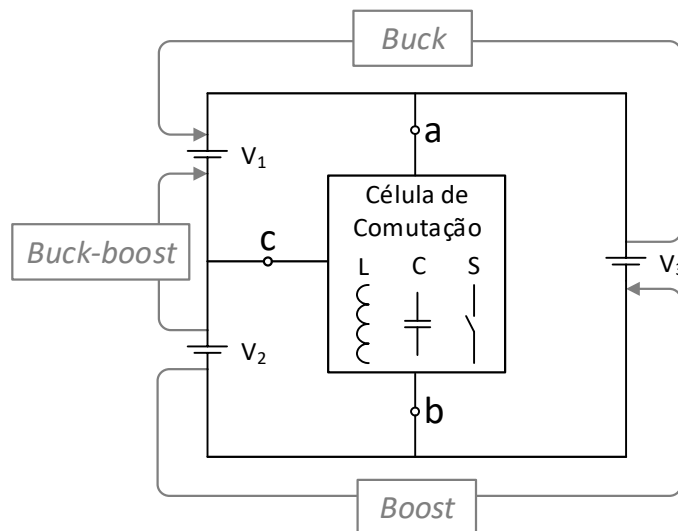 Buck
a
V₁
Célula de
Comutação
Buck-boost
c
L C S
V₃
V₂
b
Boost